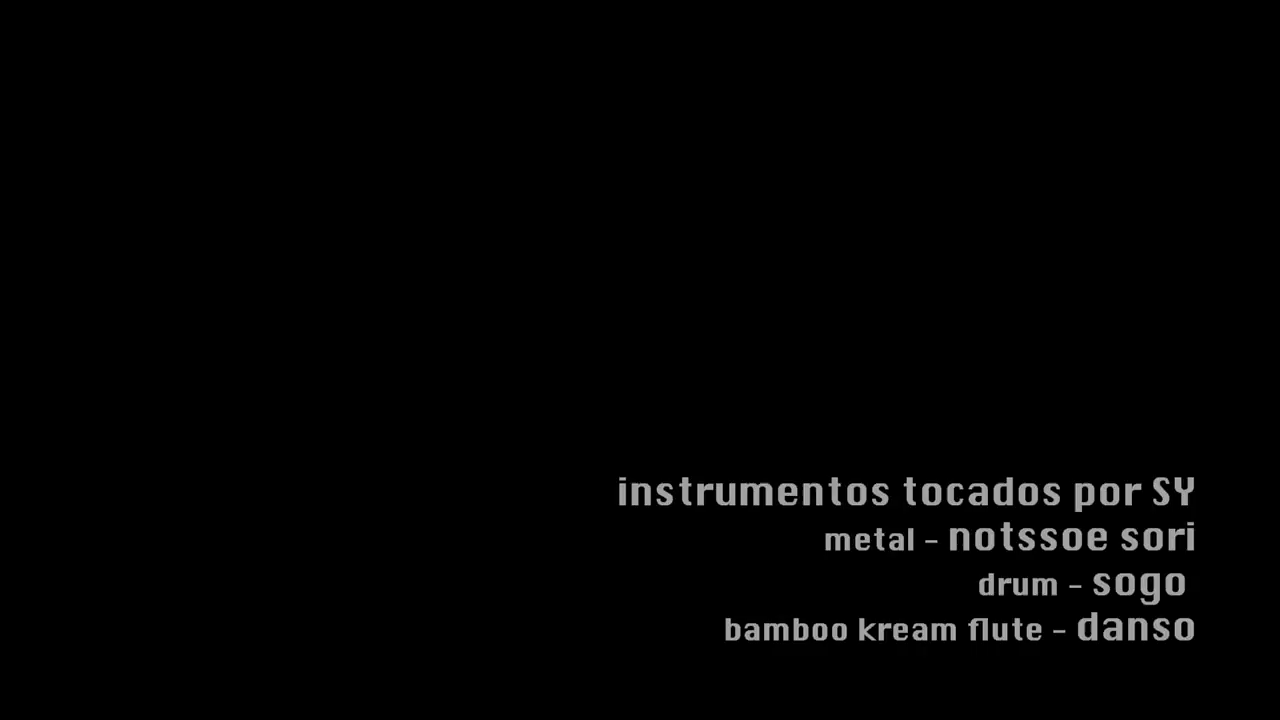 instrumentos tocados por SY
metal - notssoe sori
drum - sogo
bamboo kream flute - danso